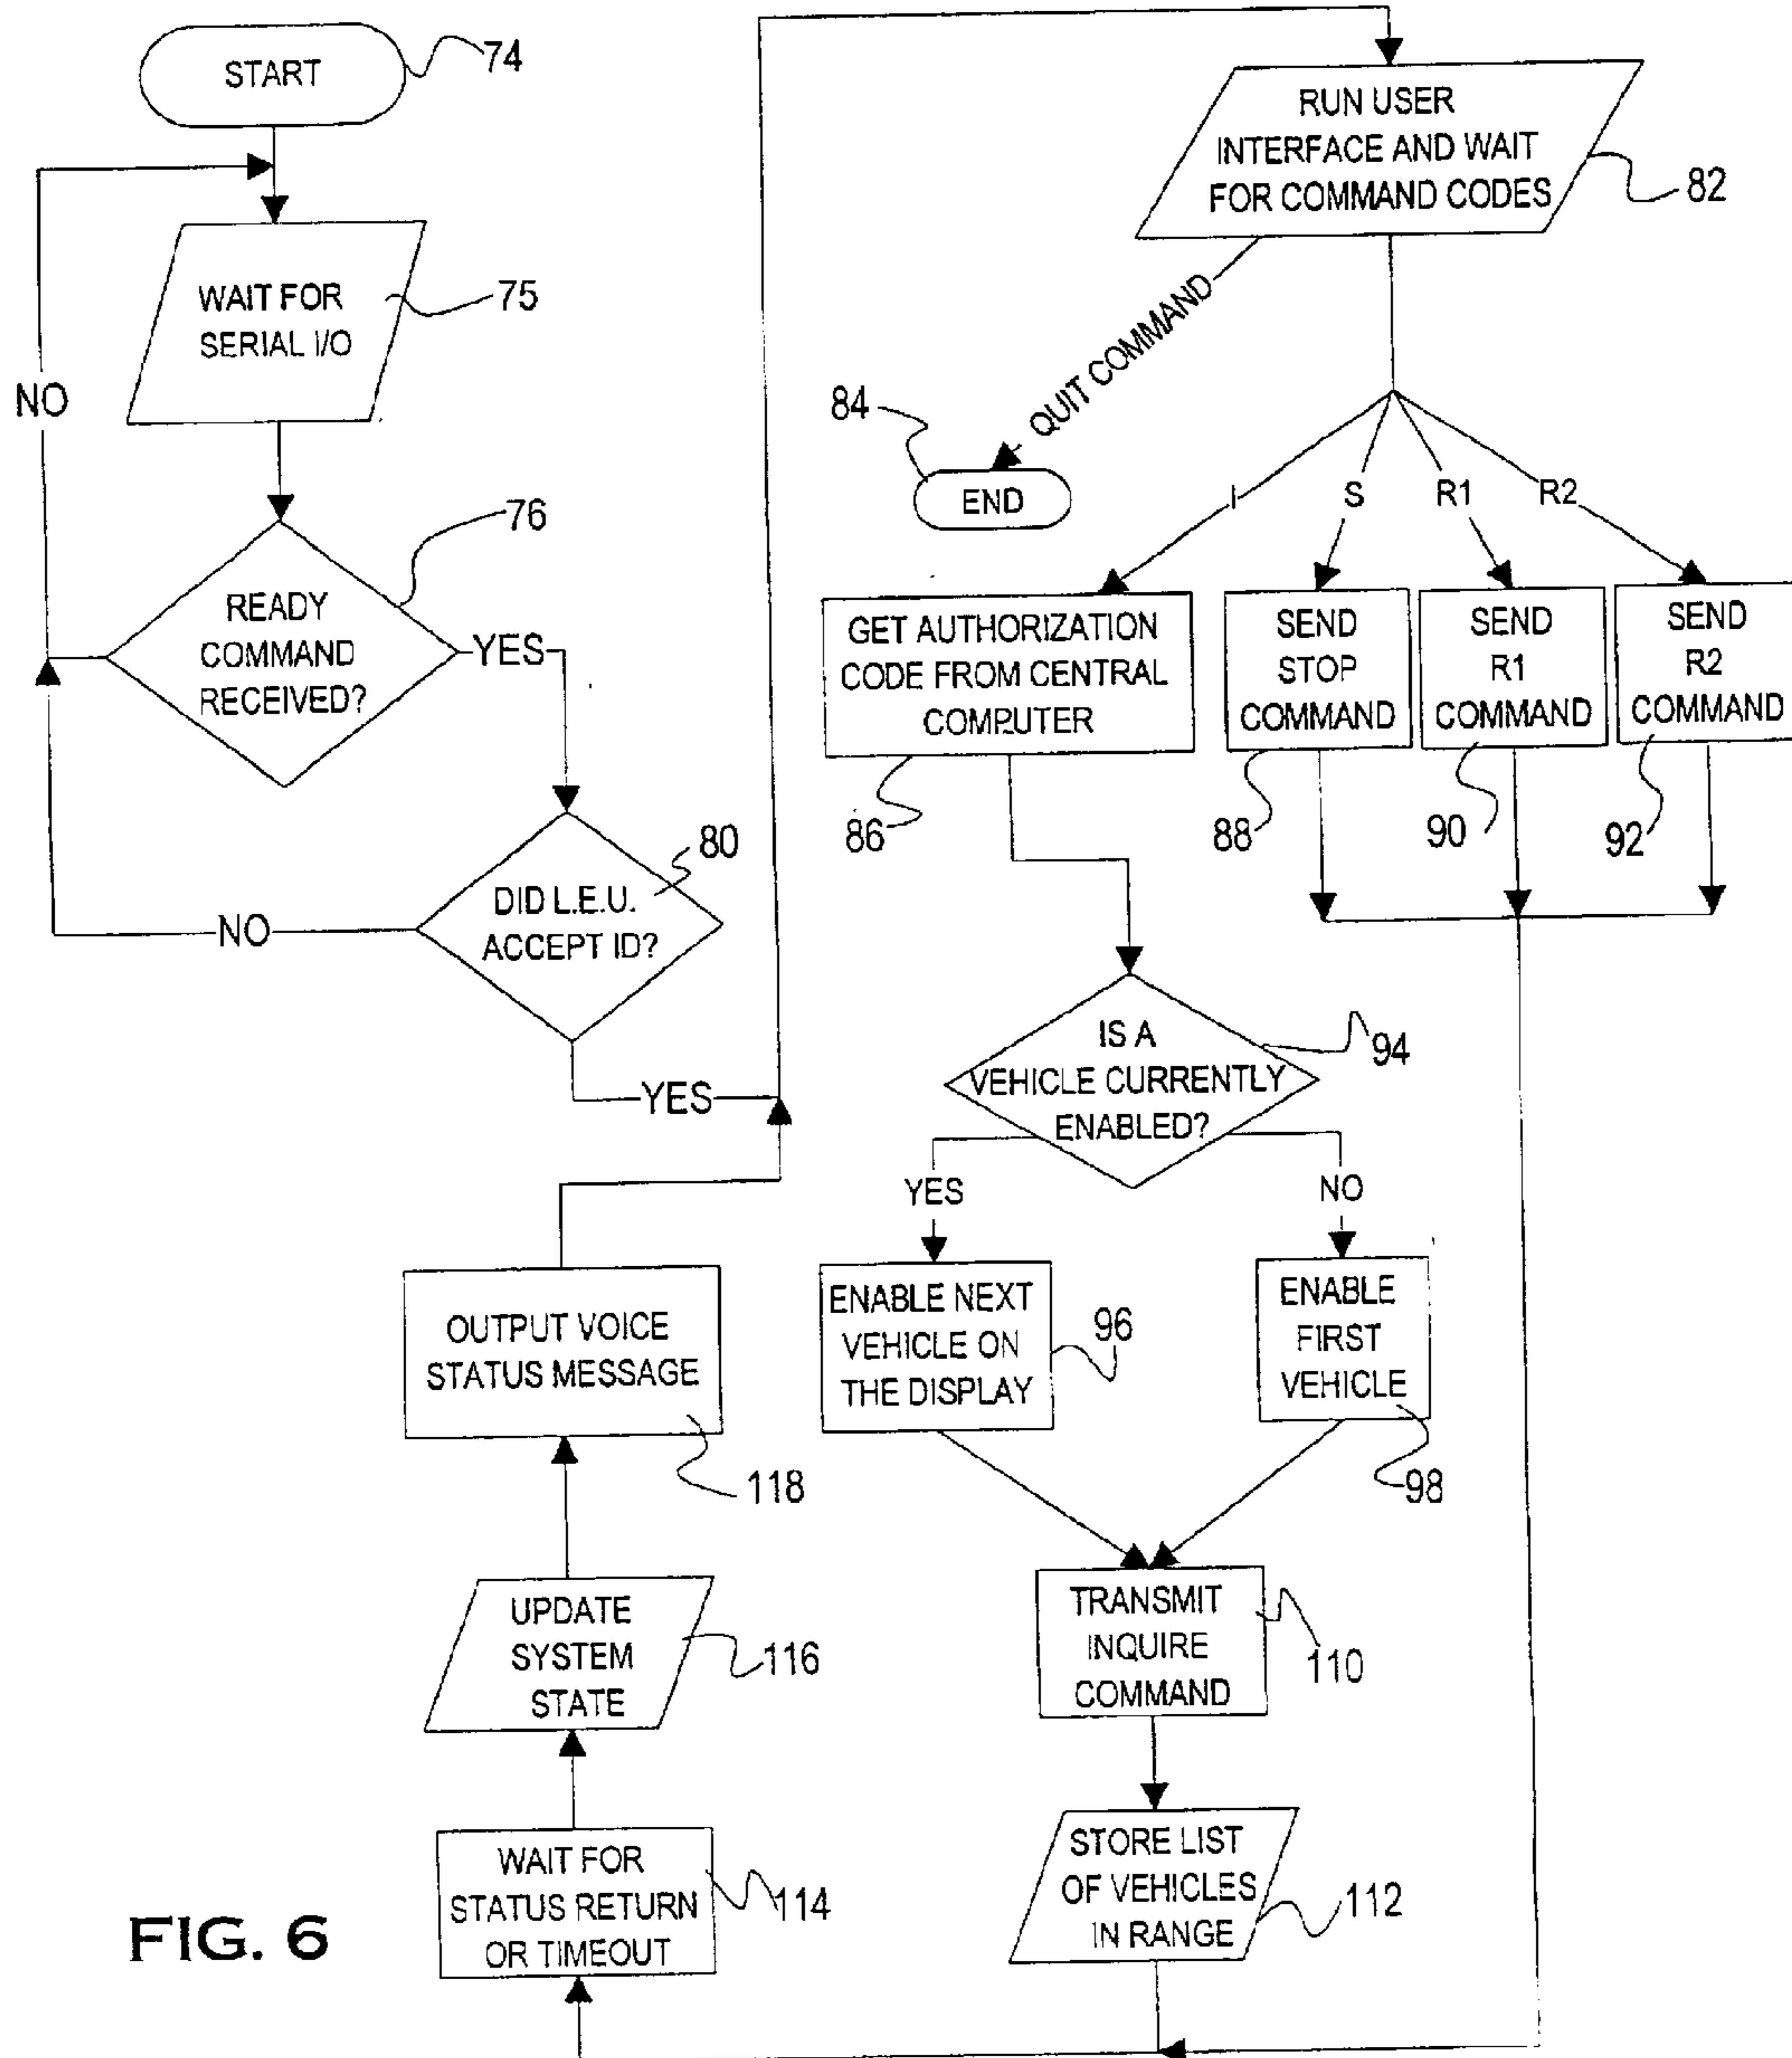 START
74
WAIT FOR
SERIAL I/O
75
NO
READY
COMMAND
RECEIVED?
76
YES
DID L.E.U.
ACCEPT ID?
80
NO
YES
RUN USER
INTERFACE AND WAIT
FOR COMMAND CODES
82
QUIT COMMAND
84
END
I
S
R1
R2
GET AUTHORIZATION
CODE FROM CENTRAL
COMPUTER
86
SEND
STOP
COMMAND
88
SEND
R1
COMMAND
90
SEND
R2
COMMAND
92
IS A
VEHICLE CURRENTLY
ENABLED?
94
YES
NO
ENABLE NEXT
VEHICLE ON
THE DISPLAY
96
ENABLE
FIRST
VEHICLE
98
TRANSMIT
INQUIRE
COMMAND
110
STORE LIST
OF VEHICLES
IN RANGE
112
OUTPUT VOICE
STATUS MESSAGE
118
UPDATE
SYSTEM
STATE
116
WAIT FOR
STATUS RETURN
OR TIMEOUT
114
FIG. 6